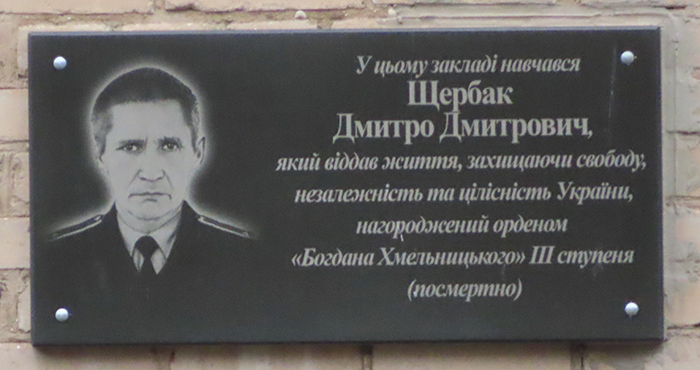 У цьому закладі навчався
Щербак
Дмитро Дмитрович,
який віддав життя, захищаючи свободу,
незалежність та цілісність України,
нагороджений орденом
«Богдана Хмельницького» III ступеня
(посмертно)